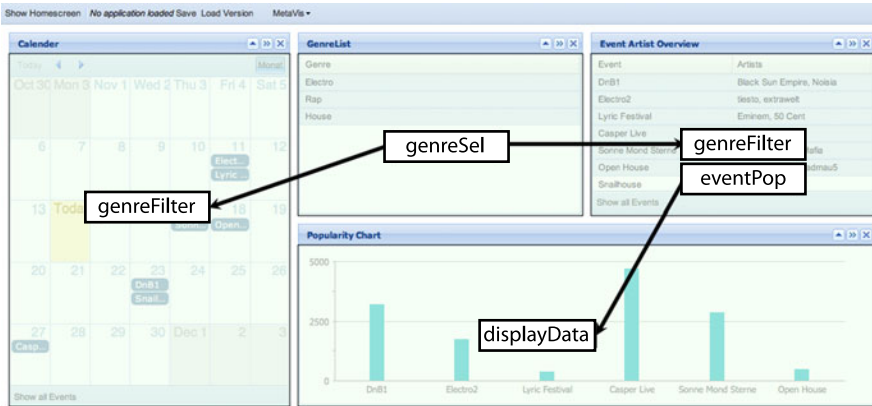 Show Homescreen No application loaded Save Load Version MetaVis
Calender
Today Monat
Oct 30 Mon 3 Nov 1 Wed 2 Thu 3 Fri 4 Sat 5
6 7 8 9 10 11 12
Elect...
Lyric ...
13 Toda 18 19
Sonn... Open...
20 21 22 23 24 25 26
DnB1
Snail...
27 28 29 30 Dec 1 2 3
Casp...
Show all Events
genreFilter
GenreList
Genre
Electro
Rap
House
genreSel
Event Artist Overview
Event Artists
DnB1 Black Sun Empire, Noisia
Electro2 tiesto, extrawelt
Lyric Festival Eminem, 50 Cent
Casper Live
Sonne Mond Sterne
Open House admau5
Snailhouse
Show all Events
genreFilter
eventPop
Popularity Chart
5000
2500
0
displayData
DnB1 Electro2 Lyric Festival Casper Live Sonne Mond Sterne Open House